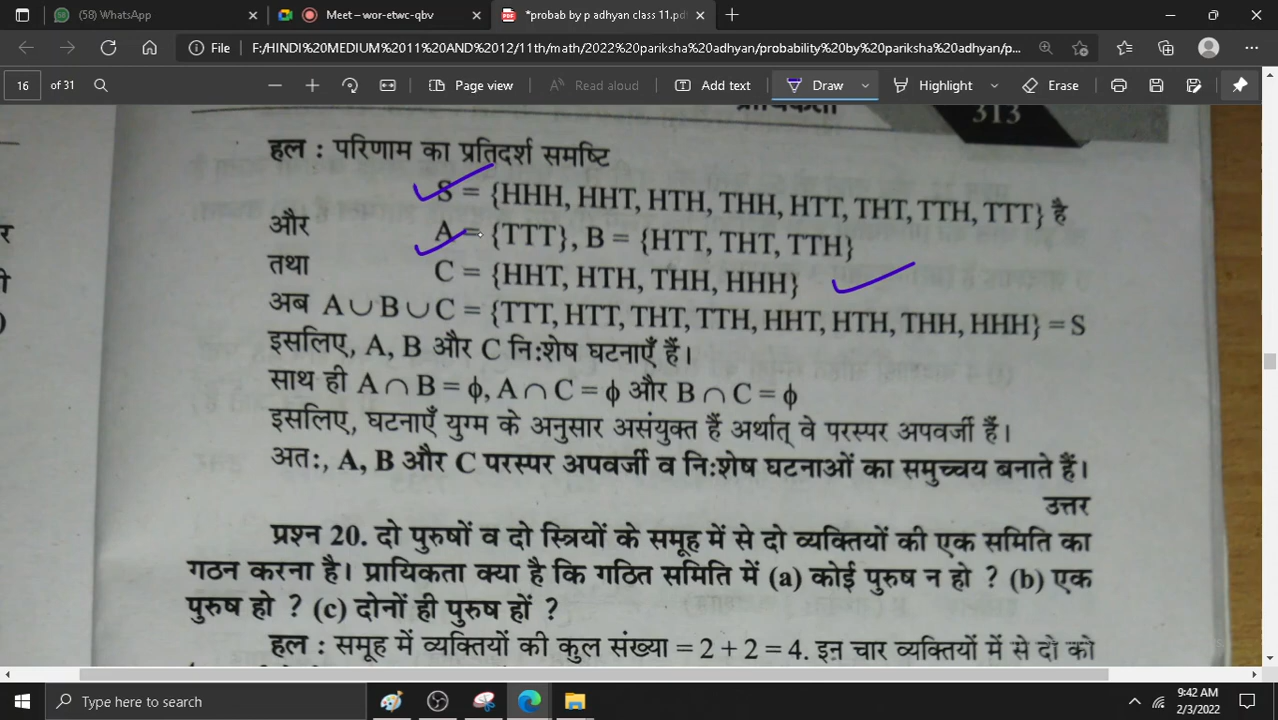 (58) WhatsApp
Meet – wor-etwc-qbv
*probab by p adhyan class 11.pd
File
F:/HINDI%20MEDIUM%2011%20AND%2012/11th/math/2022%20pariksha%20adhyan/probability%20by%20pariksha%20adhyan/p...
16 of 31
Page view
Read aloud
Add text
Draw
Highlight
Erase
प्रायिकता 313
हल : परिणाम का प्रतिदर्श समष्टि
S = {HHH, HHT, HTH, THH, HTT, THT, TTH, TTT} है
और A = {TTT}, B = {HTT, THT, TTH}
तथा C = {HHT, HTH, THH, HHH}
अब A ∪ B ∪ C = {TTT, HTT, THT, TTH, HHT, HTH, THH, HHH} = S
इसलिए, A, B और C नि:शेष घटनाएँ हैं।
साथ ही A ∩ B = ϕ, A ∩ C = ϕ और B ∩ C = ϕ
इसलिए, घटनाएँ युग्म के अनुसार असंयुक्त हैं अर्थात् वे परस्पर अपवर्जी हैं।
अत:, A, B और C परस्पर अपवर्जी व नि:शेष घटनाओं का समुच्चय बनाते हैं।
उत्तर
प्रश्न 20. दो पुरुषों व दो स्त्रियों के समूह में से दो व्यक्तियों की एक समिति का
गठन करना है। प्रायिकता क्या है कि गठित समिति में (a) कोई पुरुष न हो ? (b) एक
पुरुष हो ? (c) दोनों ही पुरुष हों ?
हल : समूह में व्यक्तियों की कुल संख्या = 2 + 2 = 4. इन चार व्यक्तियों में से दो को
Type here to search
9:42 AM
2/3/2022